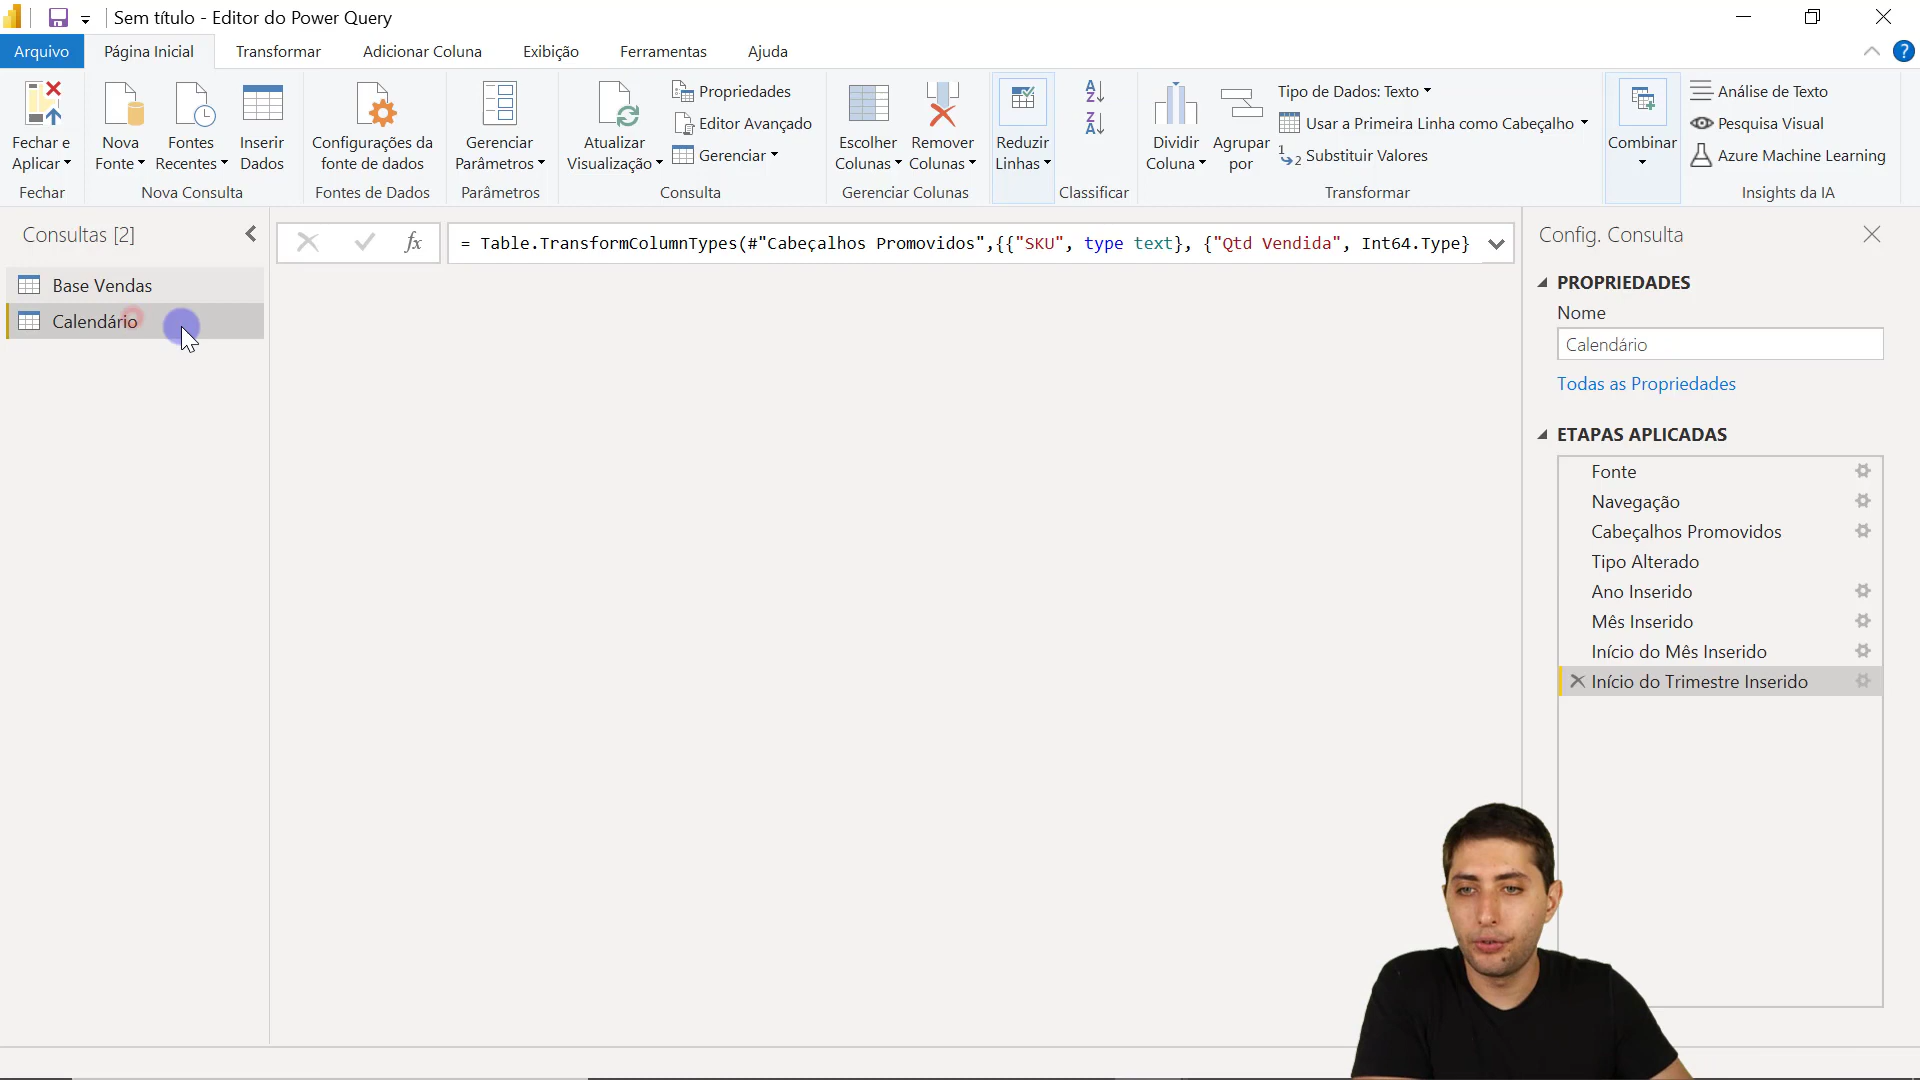 Sem título - Editor do Power Query
Arquivo
Página Inicial
Transformar
Adicionar Coluna
Exibição
Ferramentas
Ajuda
?
Fechar e
Aplicar
Fechar
Nova
Fonte
Fontes
Recentes
Inserir
Dados
Nova Consulta
Configurações da
fonte de dados
Fontes de Dados
Gerenciar
Parâmetros
Parâmetros
Atualizar
Visualização
Propriedades
Editor Avançado
Gerenciar
Consulta
Escolher
Colunas
Remover
Colunas
Gerenciar Colunas
Reduzir
Linhas
Classificar
Dividir
Coluna
Agrupar
por
Tipo de Dados: Texto
Usar a Primeira Linha como Cabeçalho
Substituir Valores
Transformar
Combinar
Análise de Texto
Pesquisa Visual
Azure Machine Learning
Insights da IA
Consultas [2]
Base Vendas
Calendário
fx
= Table.TransformColumnTypes(#"Cabeçalhos Promovidos",{{"SKU", type text}, {"Qtd Vendida", Int64.Type}
Config. Consulta
PROPRIEDADES
Nome
Calendário
Todas as Propriedades
ETAPAS APLICADAS
Fonte
Navegação
Cabeçalhos Promovidos
Tipo Alterado
Ano Inserido
Mês Inserido
Início do Mês Inserido
Início do Trimestre Inserido